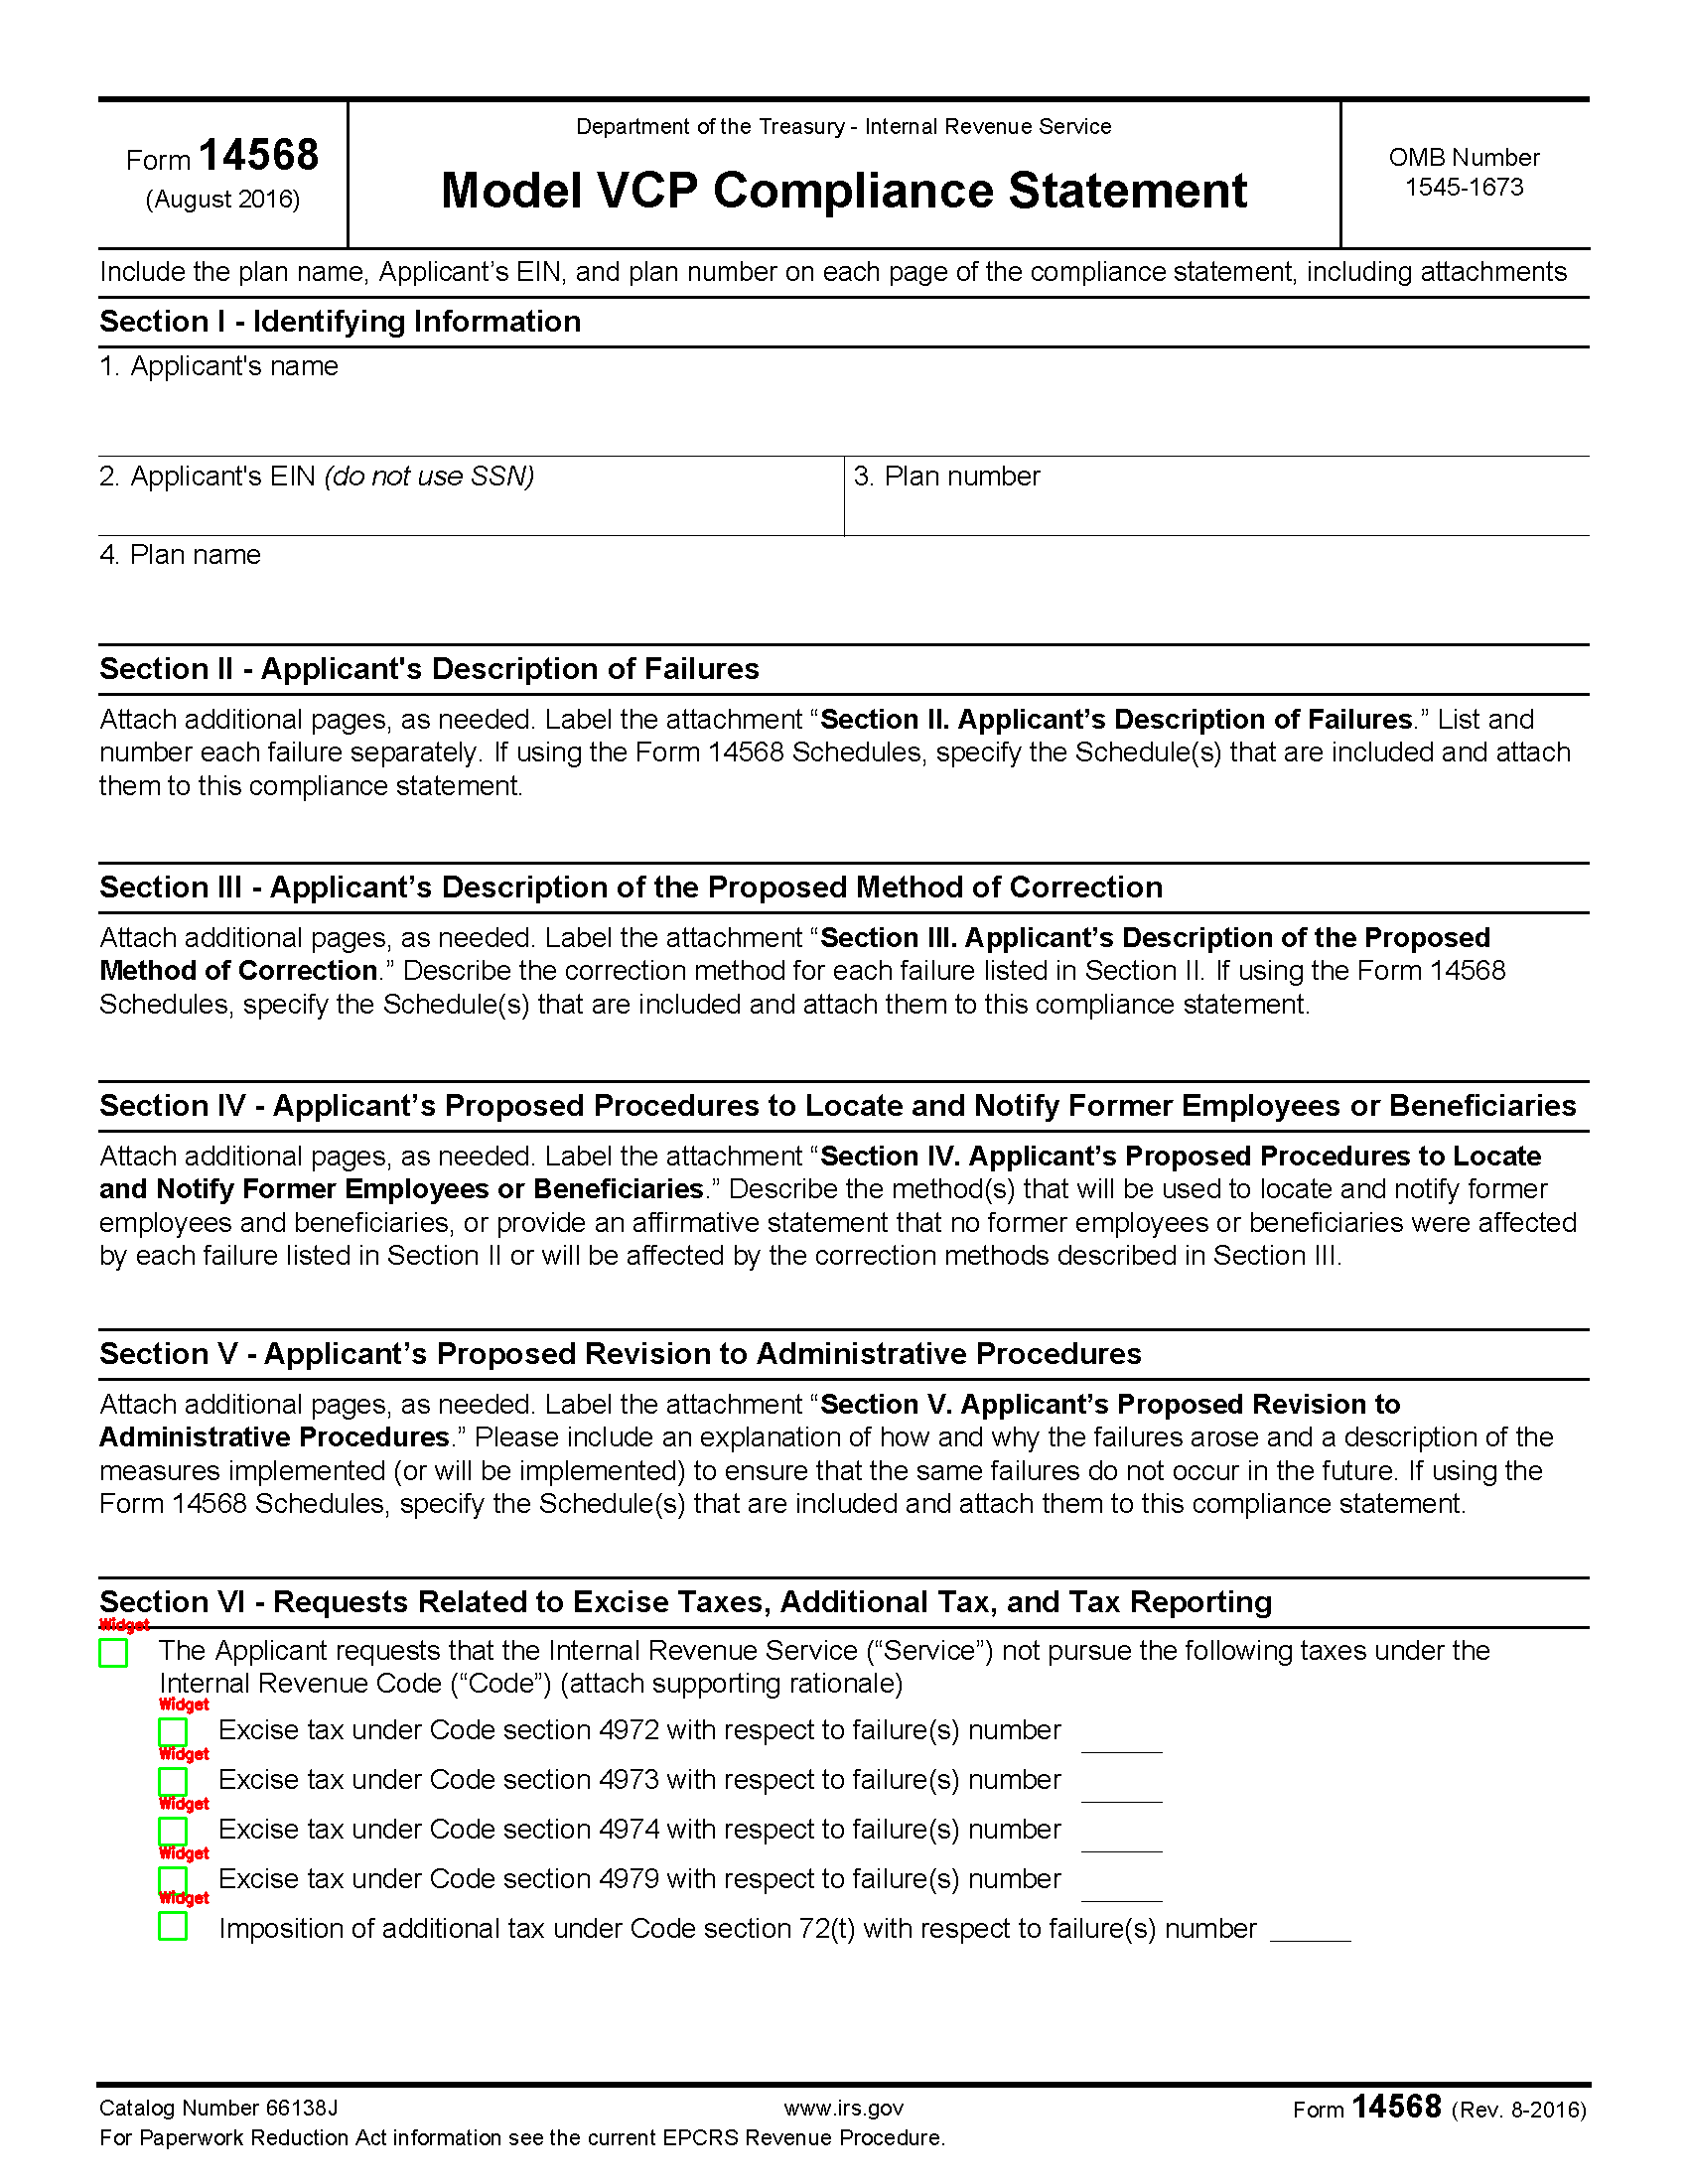 Form 14568
(August 2016)
Department of the Treasury - Internal Revenue Service
Model VCP Compliance Statement
OMB Number
1545-1673
Include the plan name, Applicant’s EIN, and plan number on each page of the compliance statement, including attachments
Section I - Identifying Information
1. Applicant's name
2. Applicant's EIN (do not use SSN)
3. Plan number
4. Plan name
Section II - Applicant's Description of Failures
Attach additional pages, as needed. Label the attachment “Section II. Applicant’s Description of Failures.” List and
number each failure separately. If using the Form 14568 Schedules, specify the Schedule(s) that are included and attach
them to this compliance statement.
Section III - Applicant’s Description of the Proposed Method of Correction
Attach additional pages, as needed. Label the attachment “Section III. Applicant’s Description of the Proposed
Method of Correction.” Describe the correction method for each failure listed in Section II. If using the Form 14568
Schedules, specify the Schedule(s) that are included and attach them to this compliance statement.
Section IV - Applicant’s Proposed Procedures to Locate and Notify Former Employees or Beneficiaries
Attach additional pages, as needed. Label the attachment “Section IV. Applicant’s Proposed Procedures to Locate
and Notify Former Employees or Beneficiaries.” Describe the method(s) that will be used to locate and notify former
employees and beneficiaries, or provide an affirmative statement that no former employees or beneficiaries were affected
by each failure listed in Section II or will be affected by the correction methods described in Section III.
Section V - Applicant’s Proposed Revision to Administrative Procedures
Attach additional pages, as needed. Label the attachment “Section V. Applicant’s Proposed Revision to
Administrative Procedures.” Please include an explanation of how and why the failures arose and a description of the
measures implemented (or will be implemented) to ensure that the same failures do not occur in the future. If using the
Form 14568 Schedules, specify the Schedule(s) that are included and attach them to this compliance statement.
Section VI - Requests Related to Excise Taxes, Additional Tax, and Tax Reporting
Widget
The Applicant requests that the Internal Revenue Service (“Service”) not pursue the following taxes under the
Internal Revenue Code (“Code”) (attach supporting rationale)
Widget
Excise tax under Code section 4972 with respect to failure(s) number
Widget
Excise tax under Code section 4973 with respect to failure(s) number
Widget
Excise tax under Code section 4974 with respect to failure(s) number
Widget
Excise tax under Code section 4979 with respect to failure(s) number
Widget
Imposition of additional tax under Code section 72(t) with respect to failure(s) number
Catalog Number 66138J
www.irs.gov
Form 14568 (Rev. 8-2016)
For Paperwork Reduction Act information see the current EPCRS Revenue Procedure.